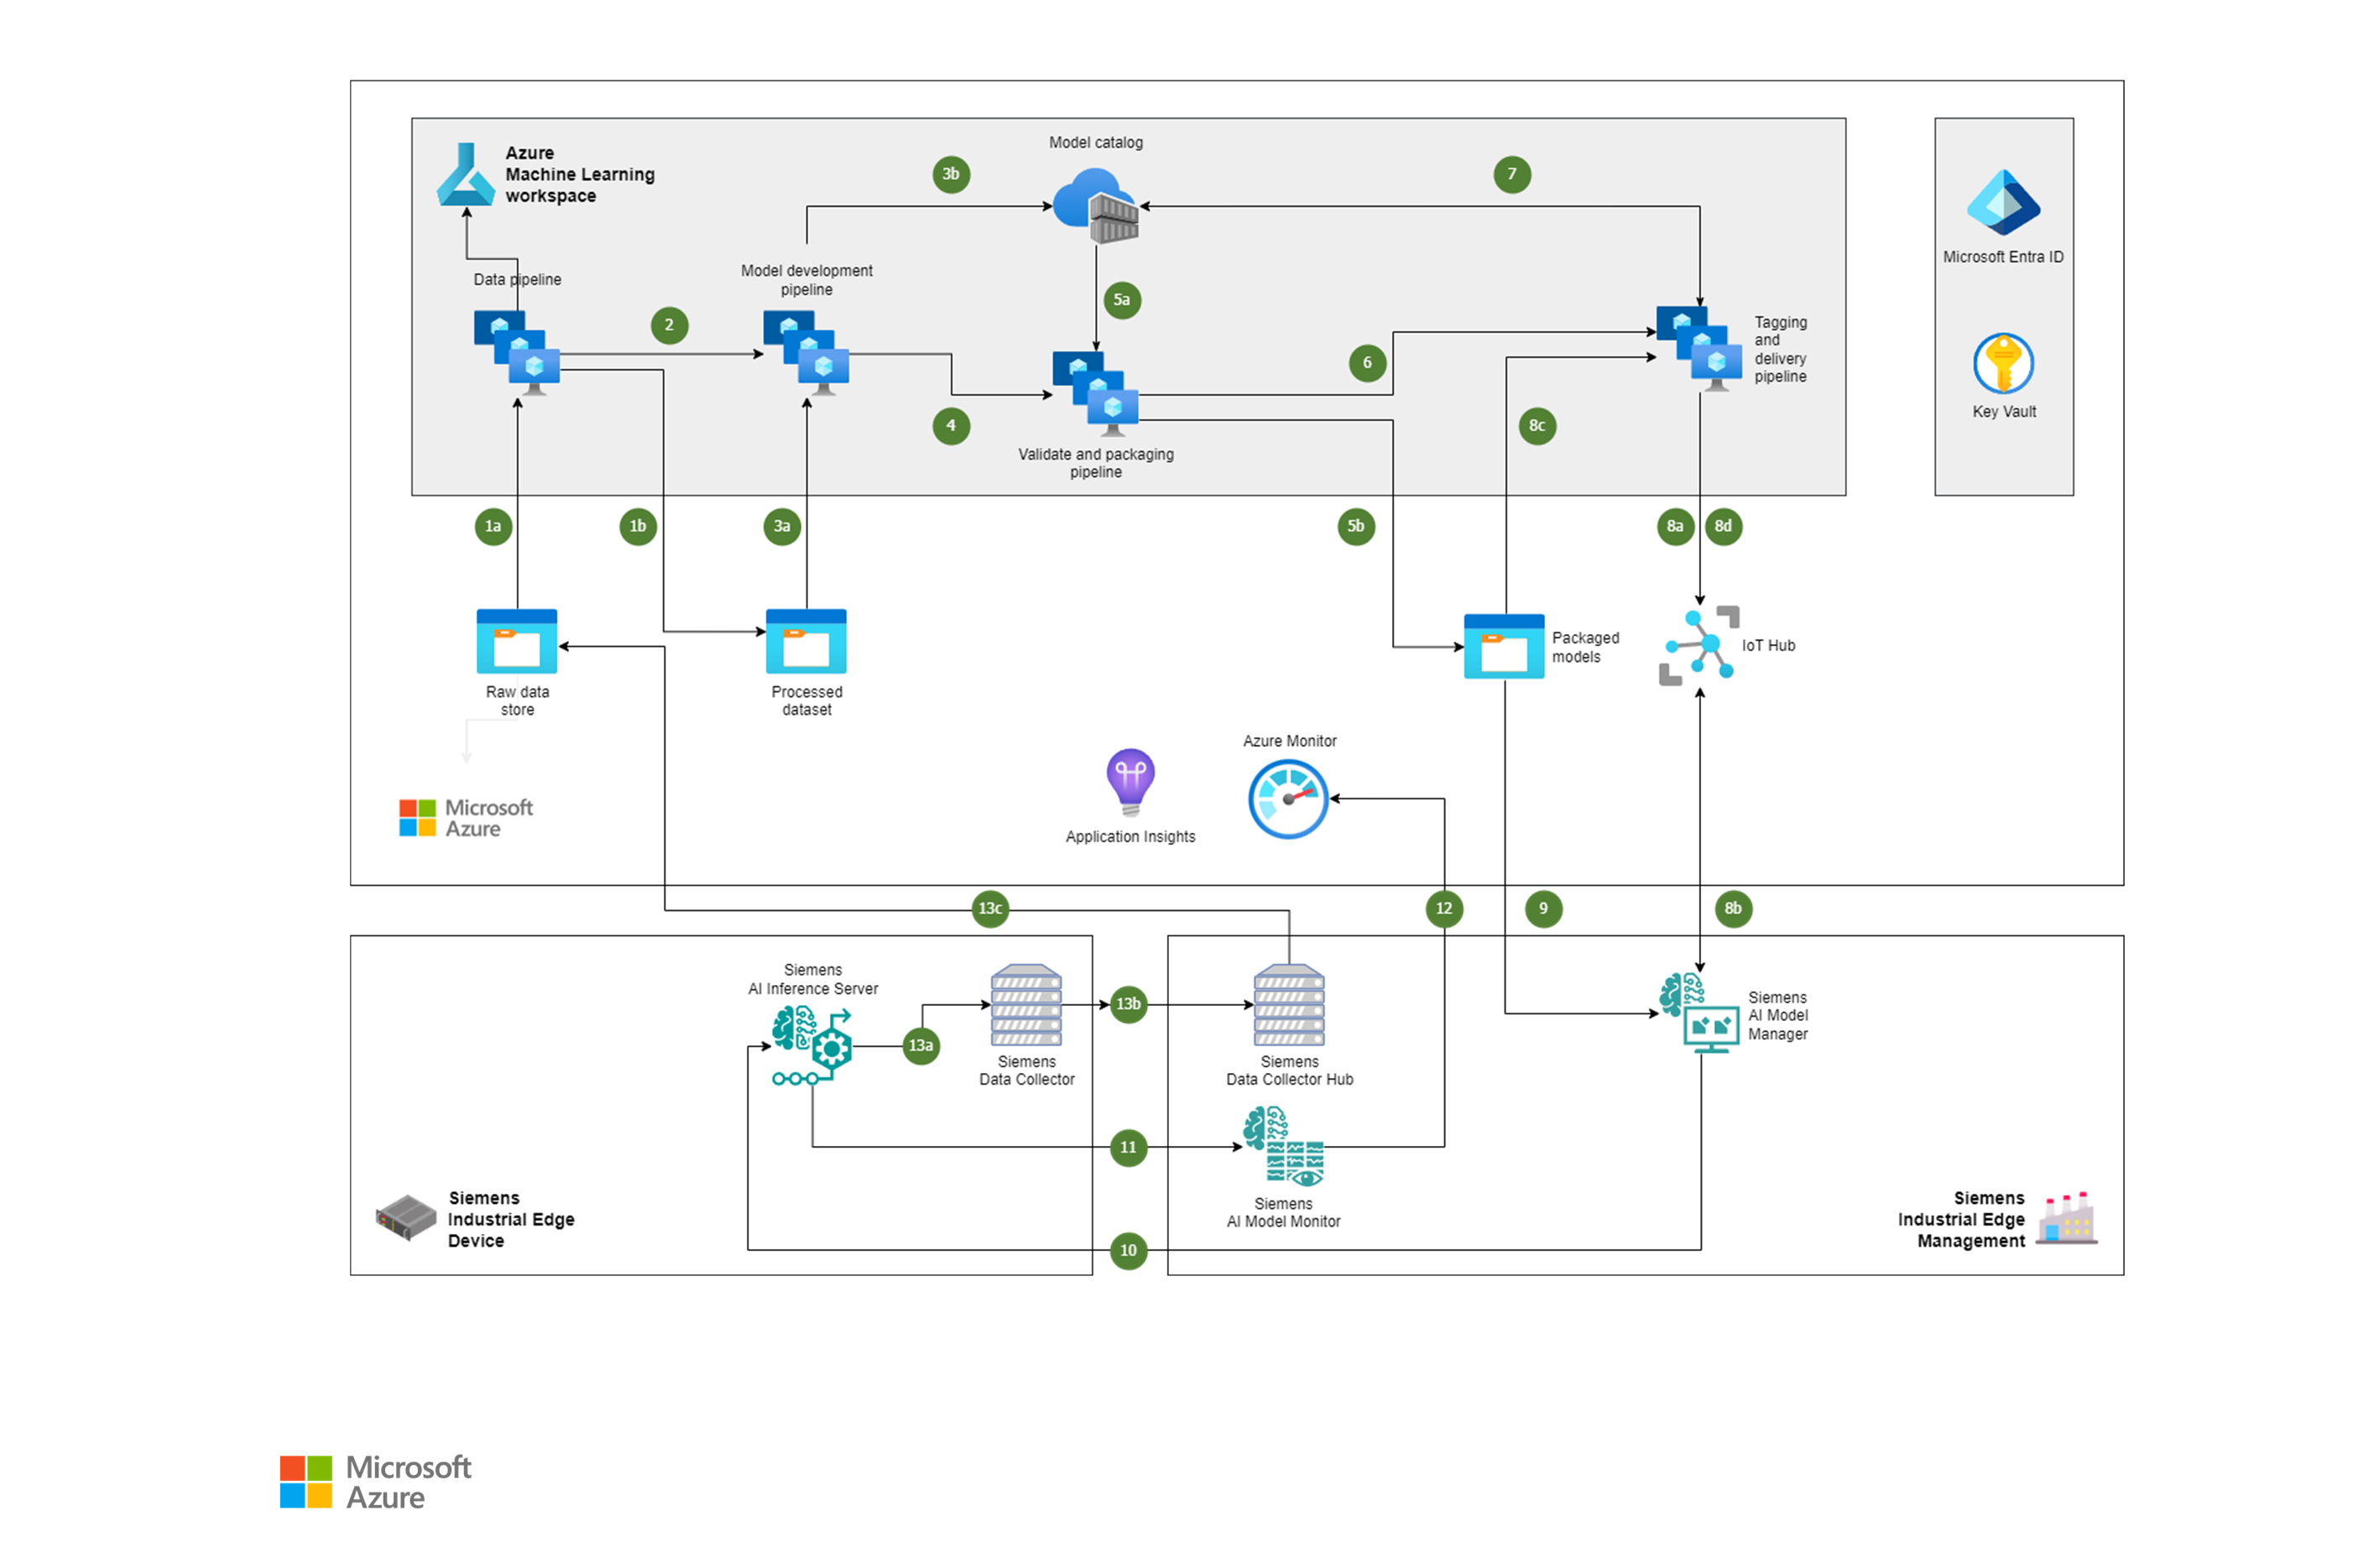 Azure
Machine Learning
workspace
Model catalog
3b
7
Microsoft Entra ID
Data pipeline
Model development
pipeline
5a
2
Tagging
and
delivery
pipeline
6
Key Vault
4
8c
Validate and packaging
pipeline
1a
1b
3a
5b
8a
8d
Packaged
models
IoT Hub
Raw data
store
Processed
dataset
Azure Monitor
Microsoft
Azure
Application Insights
13c
12
9
8b
Siemens
AI Inference Server
13b
Siemens
AI Model
Manager
13a
Siemens
Data Collector
Siemens
Data Collector Hub
11
Siemens
Industrial Edge
Device
Siemens
AI Model Monitor
Siemens
Industrial Edge
Management
10
Microsoft
Azure